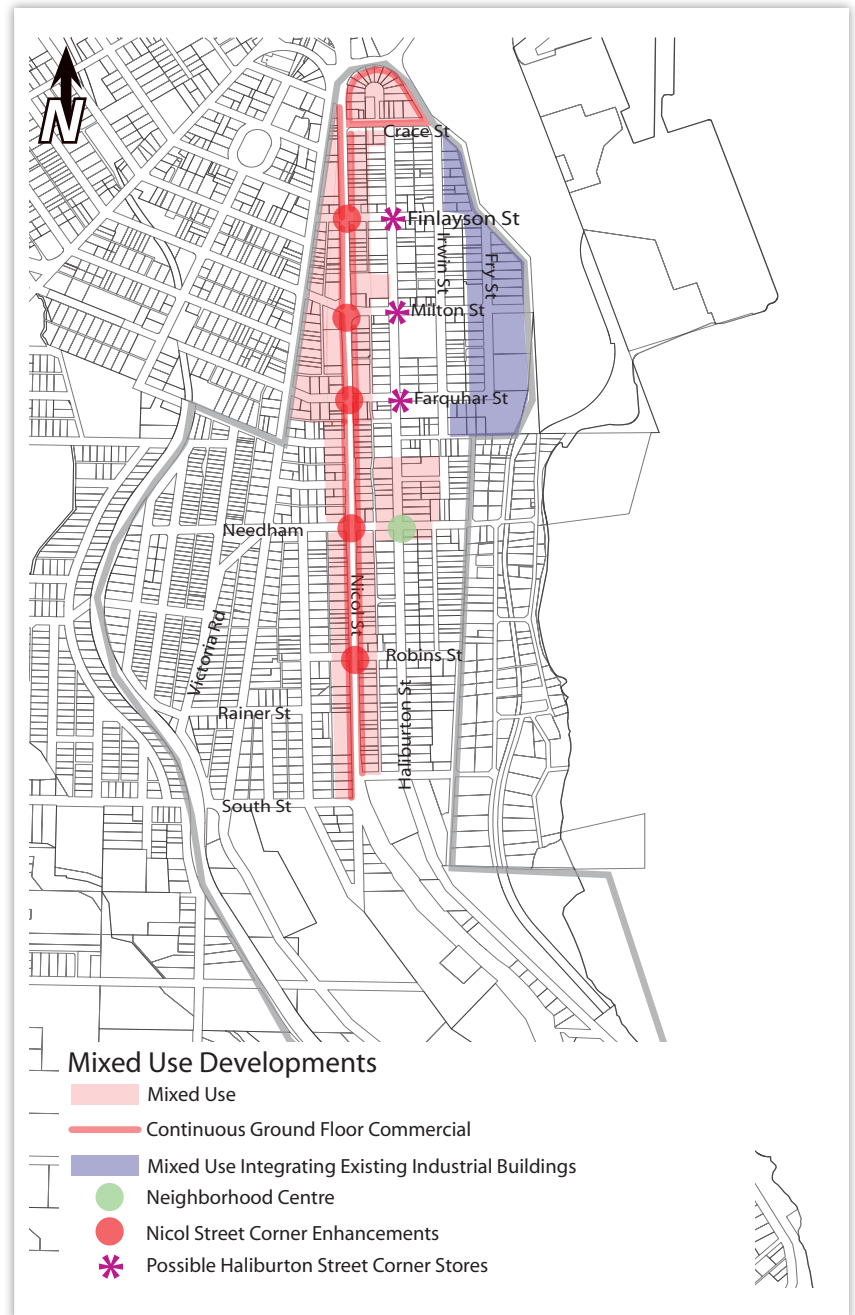 N
Crace St
Finlayson St
Irwin St
Fry St
Milton St
Farquhar St
Needham
Nicol St
Victoria Rd
Robins St
Haliburton St
Rainer St
South St
Mixed Use Developments
Mixed Use
Continuous Ground Floor Commercial
Mixed Use Integrating Existing Industrial Buildings
Neighborhood Centre
Nicol Street Corner Enhancements
Possible Haliburton Street Corner Stores